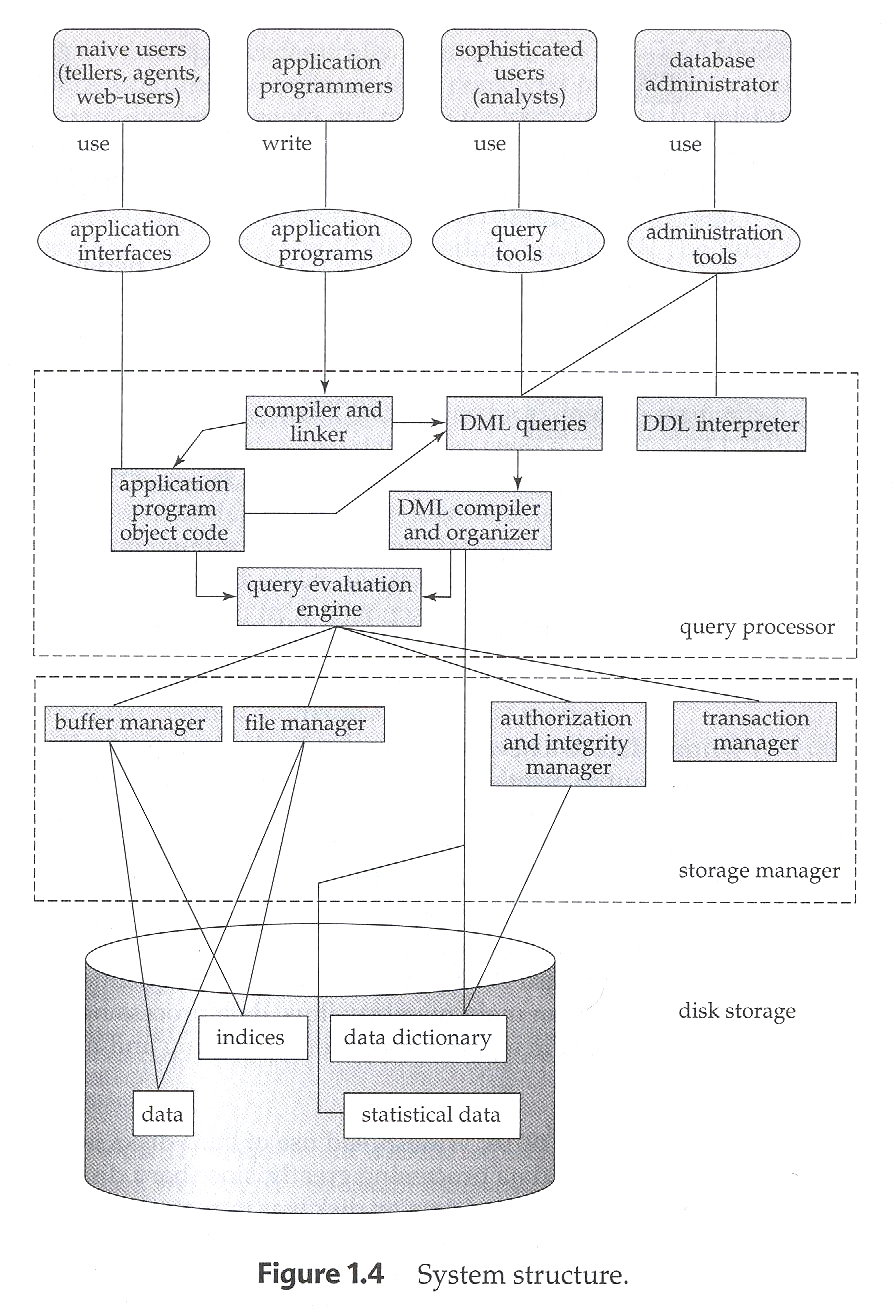 naive users
(tellers, agents,
web-users)
application
programmers
sophisticated
users
(analysts)
database
administrator
use
write
use
use
application
interfaces
application
programs
query
tools
administration
tools
compiler and
linker
DML queries
DDL interpreter
application
program
object code
DML compiler
and organizer
query evaluation
engine
query processor
buffer manager
file manager
authorization
and integrity
manager
transaction
manager
storage manager
disk storage
indices
data dictionary
data
statistical data
Figure 1.4 System structure.